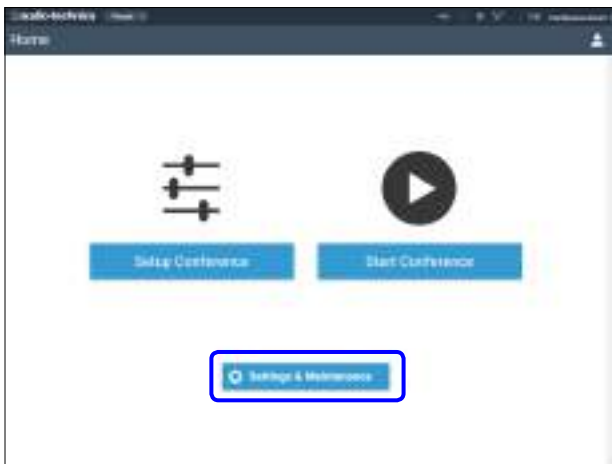 audio-technica
Home
Setup Conference
Start Conference
Settings & Maintenance